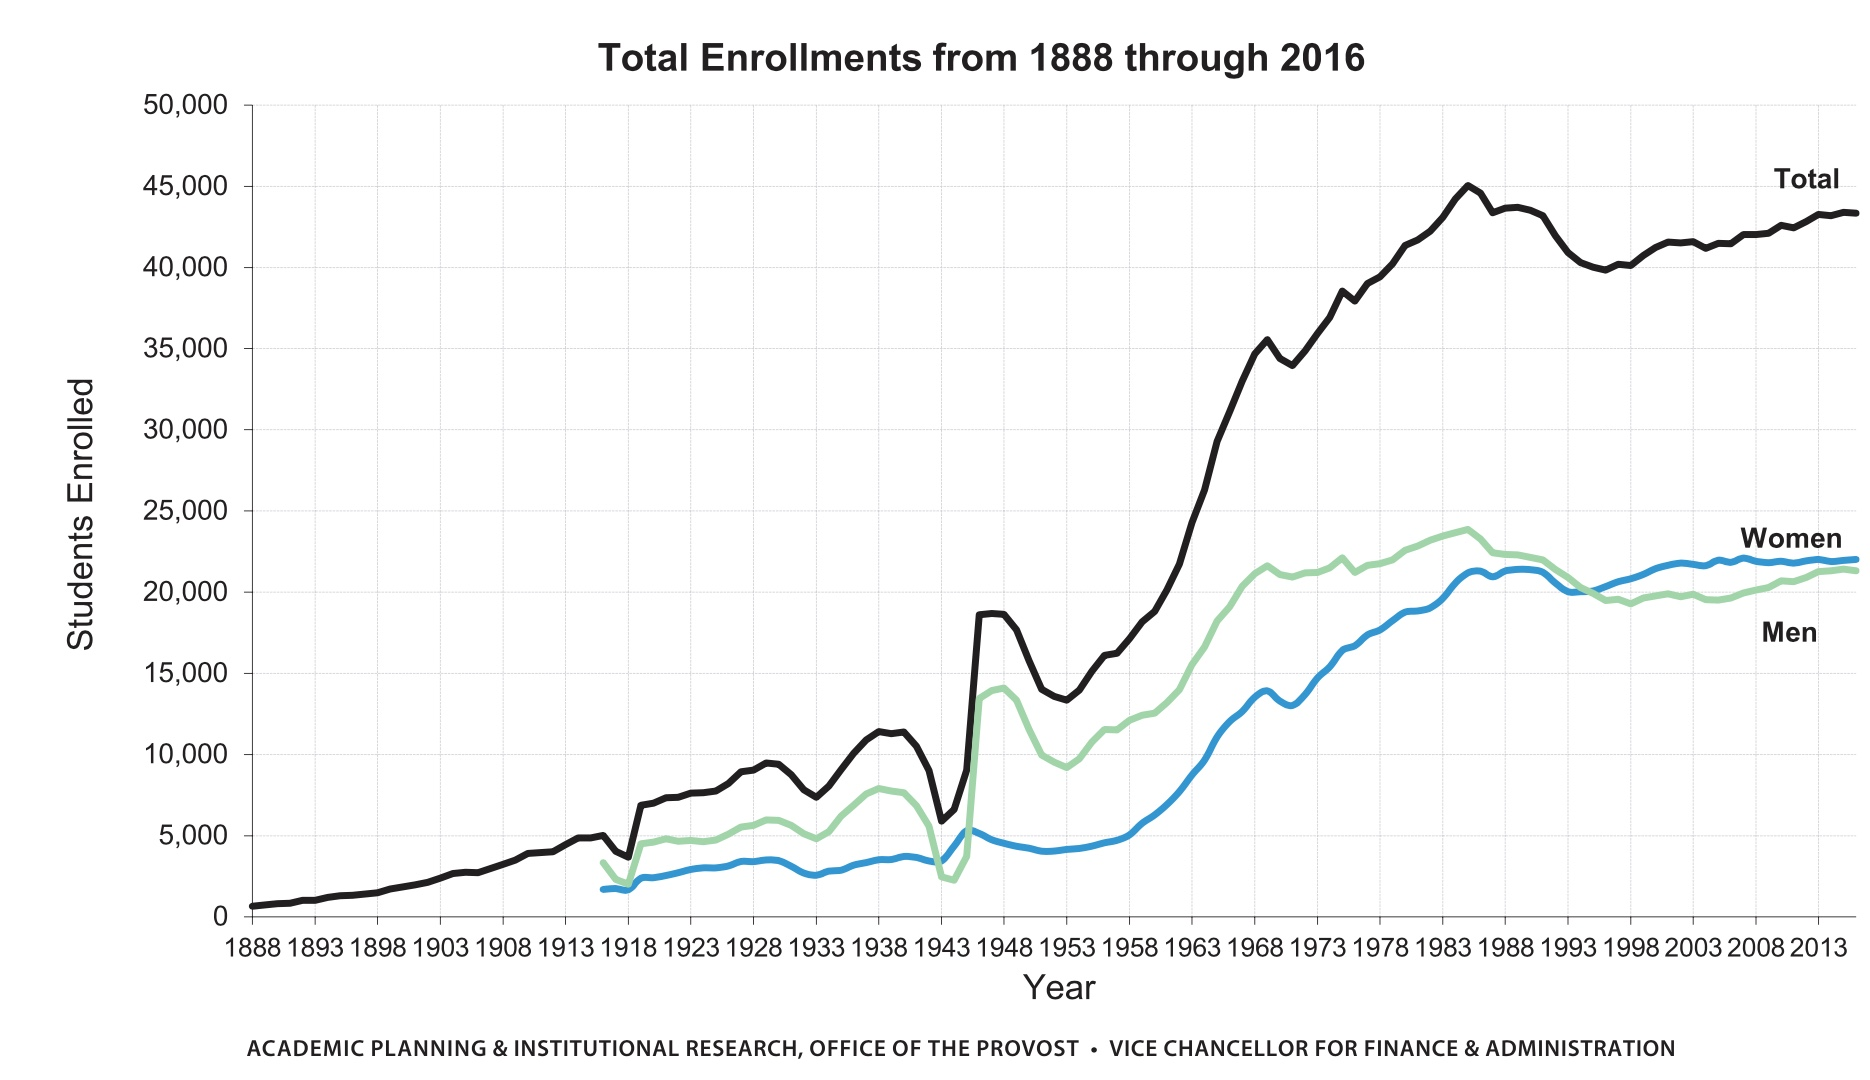 Total Enrollments from 1888 through 2016
50,000
45,000
40,000
35,000
30,000
25,000
20,000
15,000
10,000
5,000
0
Students Enrolled
Total
Women
Men
1888 1893 1898 1903 1908 1913 1918 1923 1928 1933 1938 1943 1948 1953 1958 1963 1968 1973 1978 1983 1988 1993 1998 2003 2008 2013
Year
ACADEMIC PLANNING & INSTITUTIONAL RESEARCH, OFFICE OF THE PROVOST • VICE CHANCELLOR FOR FINANCE & ADMINISTRATION